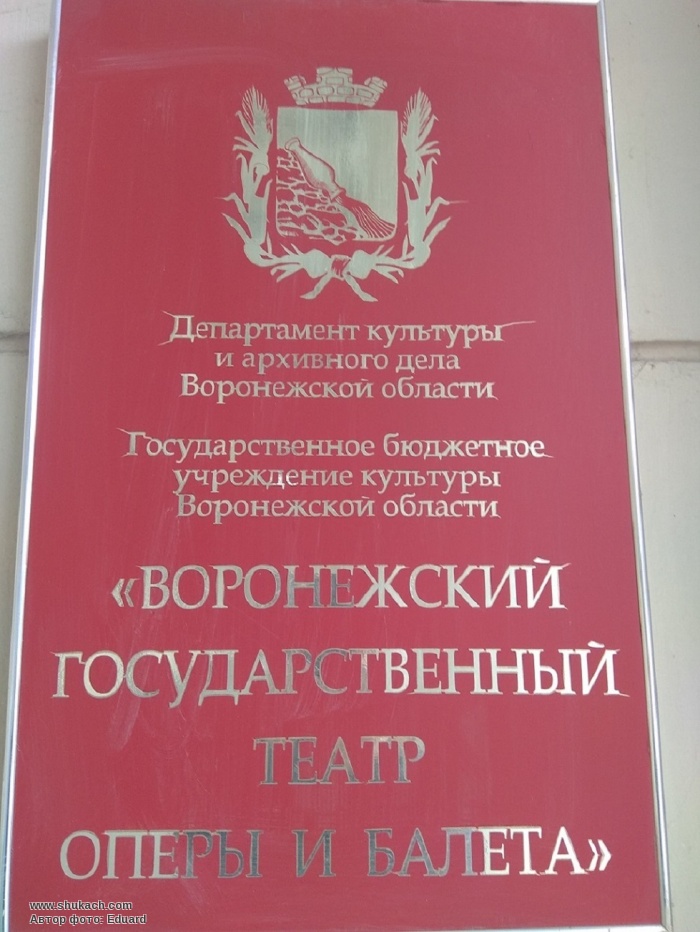 Департамент культуры
и архивного дела
Воронежской области
Государственное бюджетное
учреждение культуры
Воронежской области
«ВОРОНЕЖСКИЙ
ГОСУДАРСТВЕННЫЙ
ТЕАТР
ОПЕРЫ И БАЛЕТА»
www.shukach.com
Автор фото: Eduard